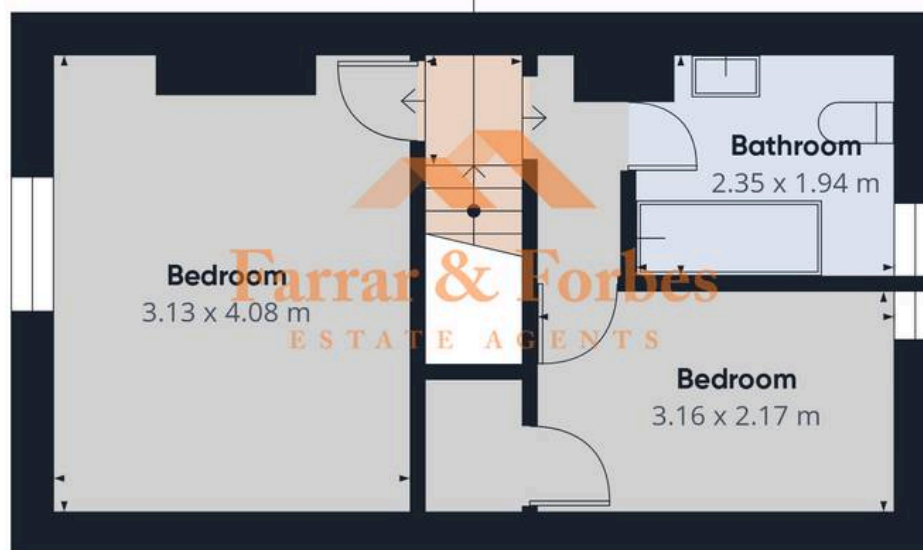 Bathroom
2.35 x 1.94 m
Bedroom
3.13 x 4.08 m
Farrar & Forbes
ESTATE AGENTS
Bedroom
3.16 x 2.17 m